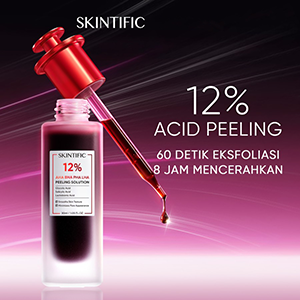 SKINTIFIC
12%
ACID PEELING
60 DETIK EKSFOLIASI
8 JAM MENCERAHKAN
SKINTIFIC
12%
AHA BHA PHA LHA
PEELING SOLUTION